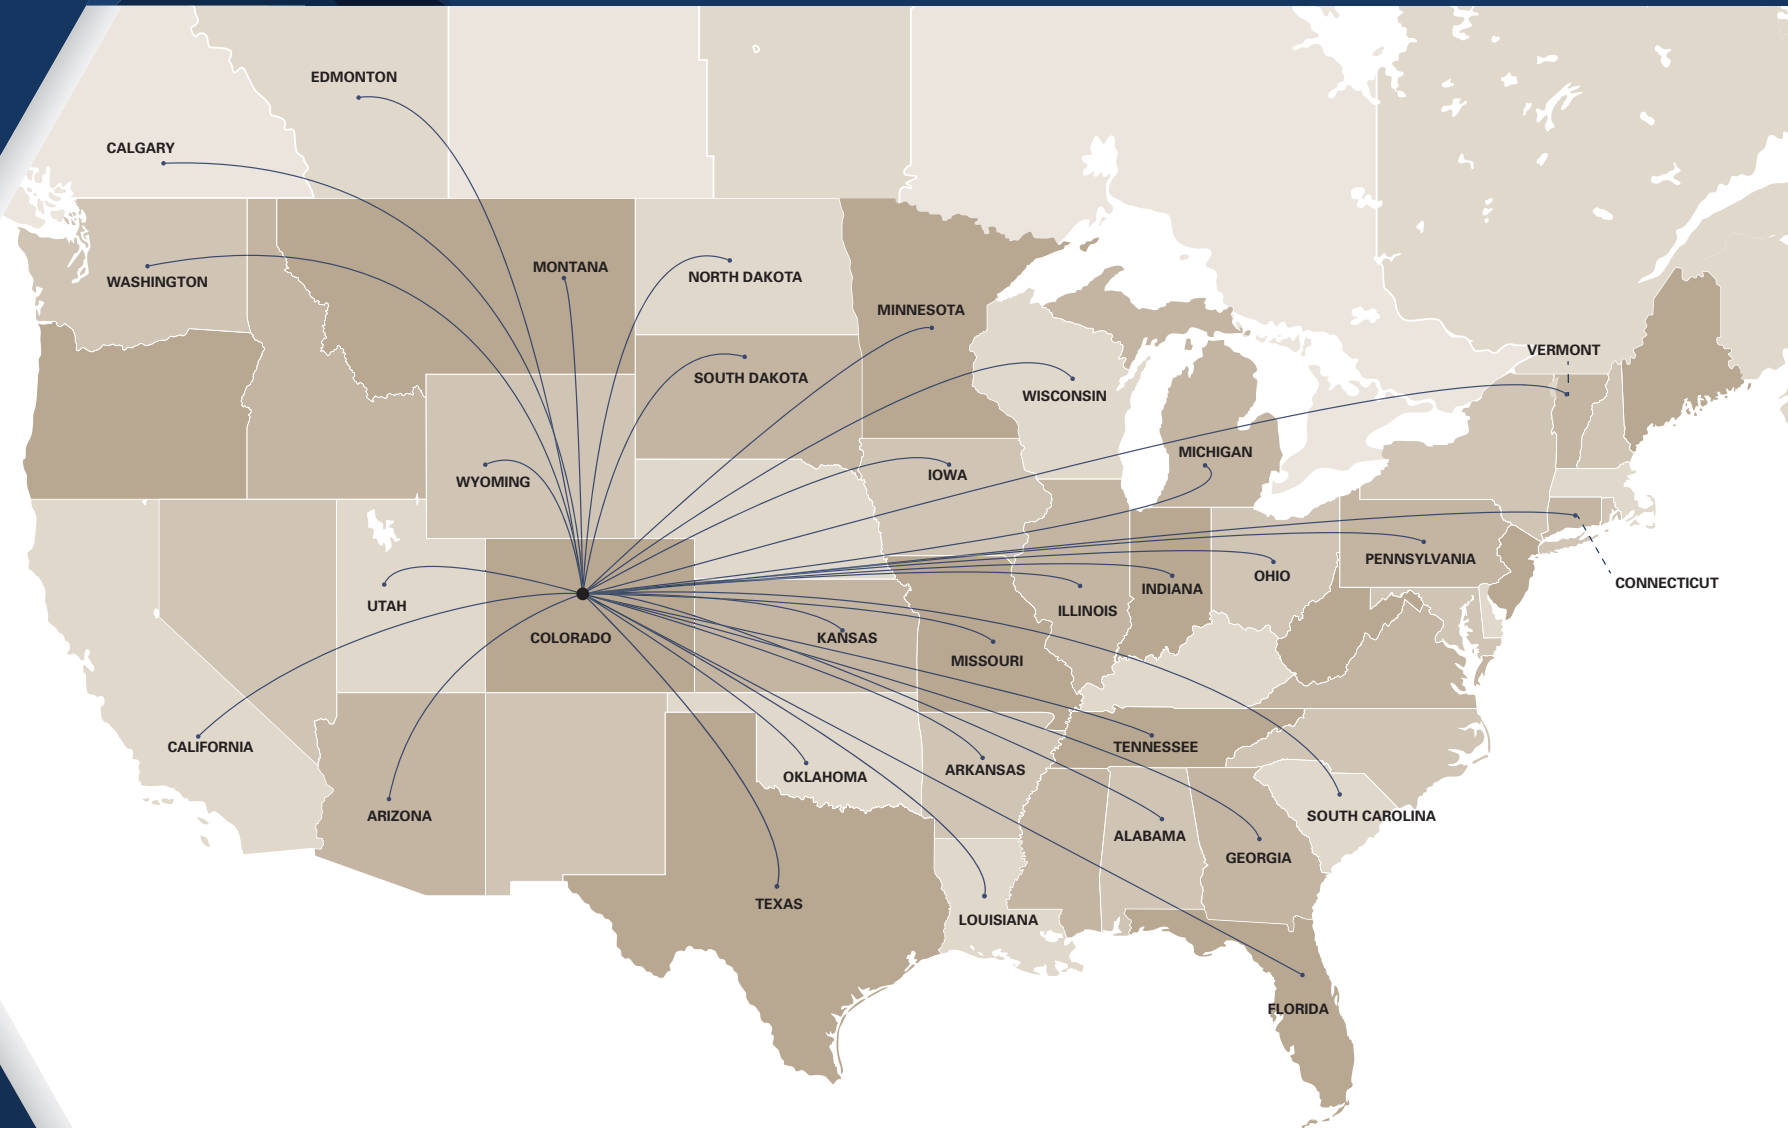 EDMONTON
CALGARY
WASHINGTON
MONTANA
NORTH DAKOTA
MINNESOTA
VERMONT
SOUTH DAKOTA
WISCONSIN
MICHIGAN
WYOMING
IOWA
PENNSYLVANIA
OHIO
CONNECTICUT
INDIANA
UTAH
ILLINOIS
COLORADO
KANSAS
MISSOURI
CALIFORNIA
TENNESSEE
OKLAHOMA
ARKANSAS
ARIZONA
SOUTH CAROLINA
ALABAMA
GEORGIA
TEXAS
LOUISIANA
FLORIDA